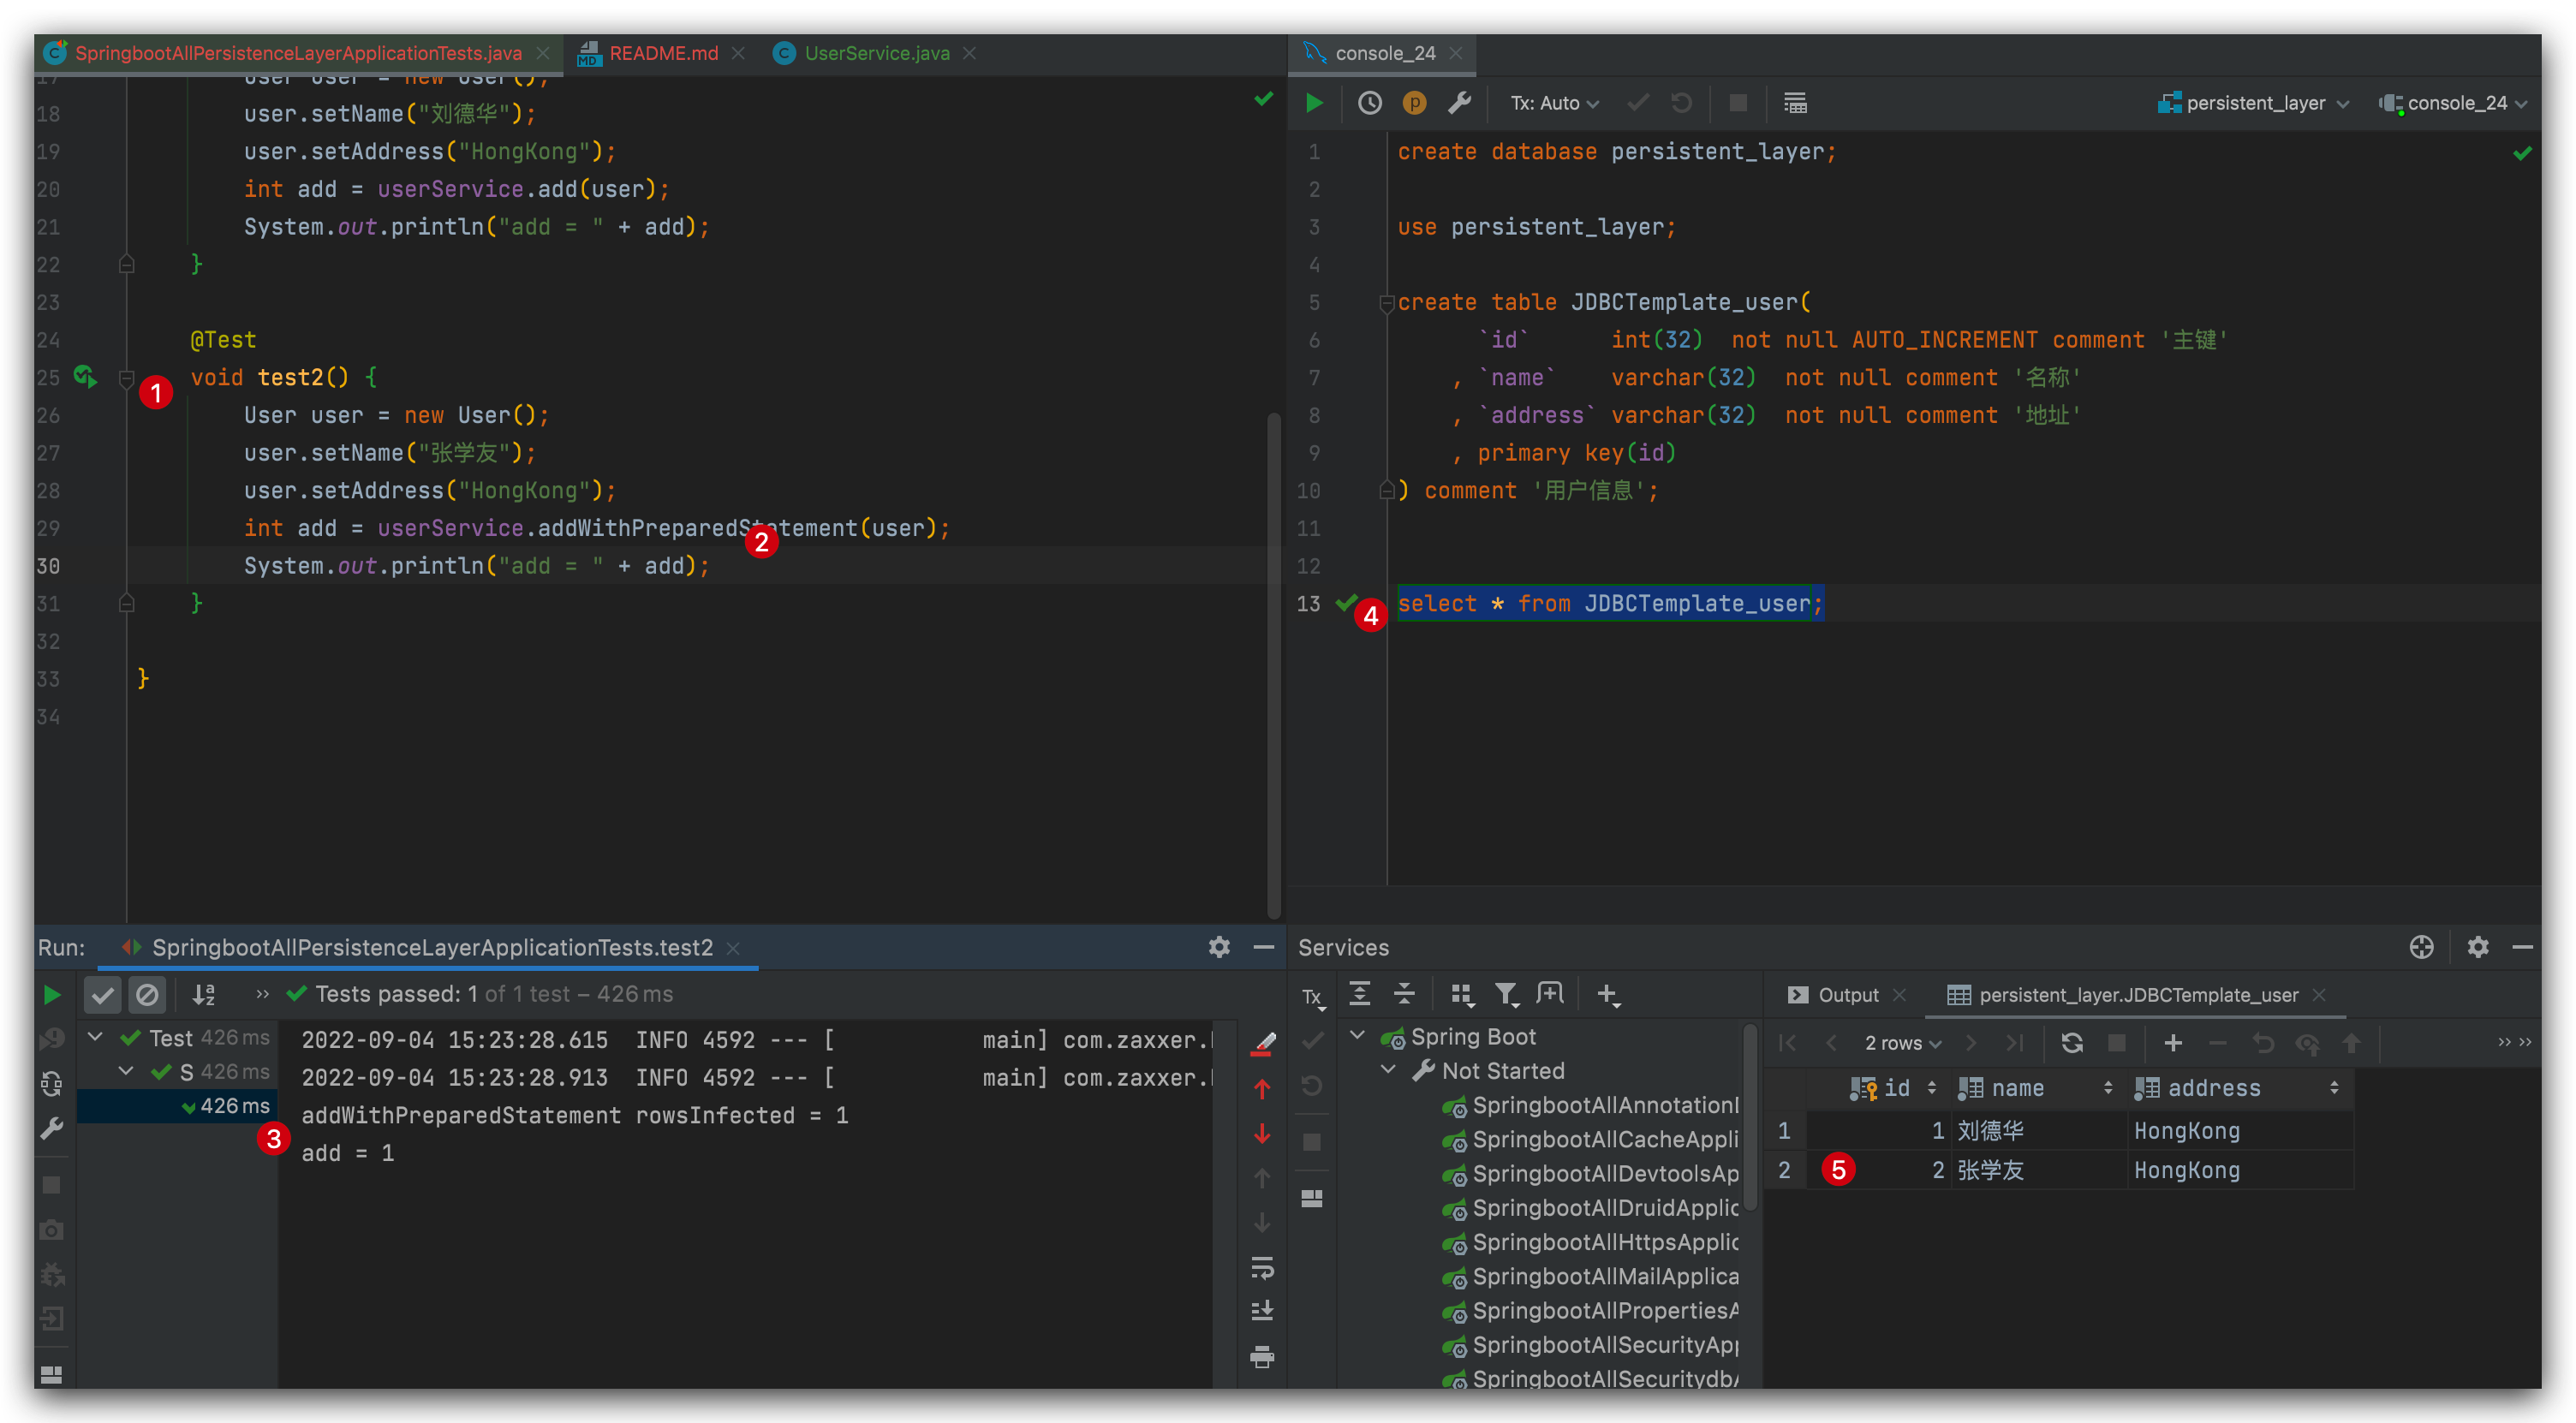 SpringbootAllPersistenceLayerApplicationTests.java
README.md
UserService.java
17 User user = new User();
18 user.setName("刘德华");
19 user.setAddress("HongKong");
20 int add = userService.add(user);
21 System.out.println("add = " + add);
22 }
23
24 @Test
25 void test2() {
1
26 User user = new User();
27 user.setName("张学友");
28 user.setAddress("HongKong");
29 int add = userService.addWithPreparedStatement(user);
2
30 System.out.println("add = " + add);
31 }
32
33 }
34
console_24
Tx: Auto
persistent_layer
console_24
1 create database persistent_layer;
2
3 use persistent_layer;
4
5 create table JDBCTemplate_user(
6 `id` int(32) not null AUTO_INCREMENT comment '主键'
7 , `name` varchar(32) not null comment '名称'
8 , `address` varchar(32) not null comment '地址'
9 , primary key(id)
10 ) comment '用户信息';
11
12
13 select * from JDBCTemplate_user;
4
Run: SpringbootAllPersistenceLayerApplicationTests.test2
Tests passed: 1 of 1 test – 426 ms
Test 426 ms
S 426 ms
426 ms
3
2022-09-04 15:23:28.615 INFO 4592 --- [ main] com.zaxxer.
2022-09-04 15:23:28.913 INFO 4592 --- [ main] com.zaxxer.
addWithPreparedStatement rowsInfected = 1
add = 1
Services
Tx
Spring Boot
Not Started
SpringbootAllAnnotation
SpringbootAllCacheAppli
SpringbootAllDevtoolsAp
SpringbootAllDruidApplic
SpringbootAllHttpsApplic
SpringbootAllMailApplica
SpringbootAllPropertiesA
SpringbootAllSecurityApp
SpringbootAllSecuritydbA
Output
persistent_layer.JDBCTemplate_user
2 rows
id name address
1 1 刘德华 HongKong
2 5 2 张学友 HongKong